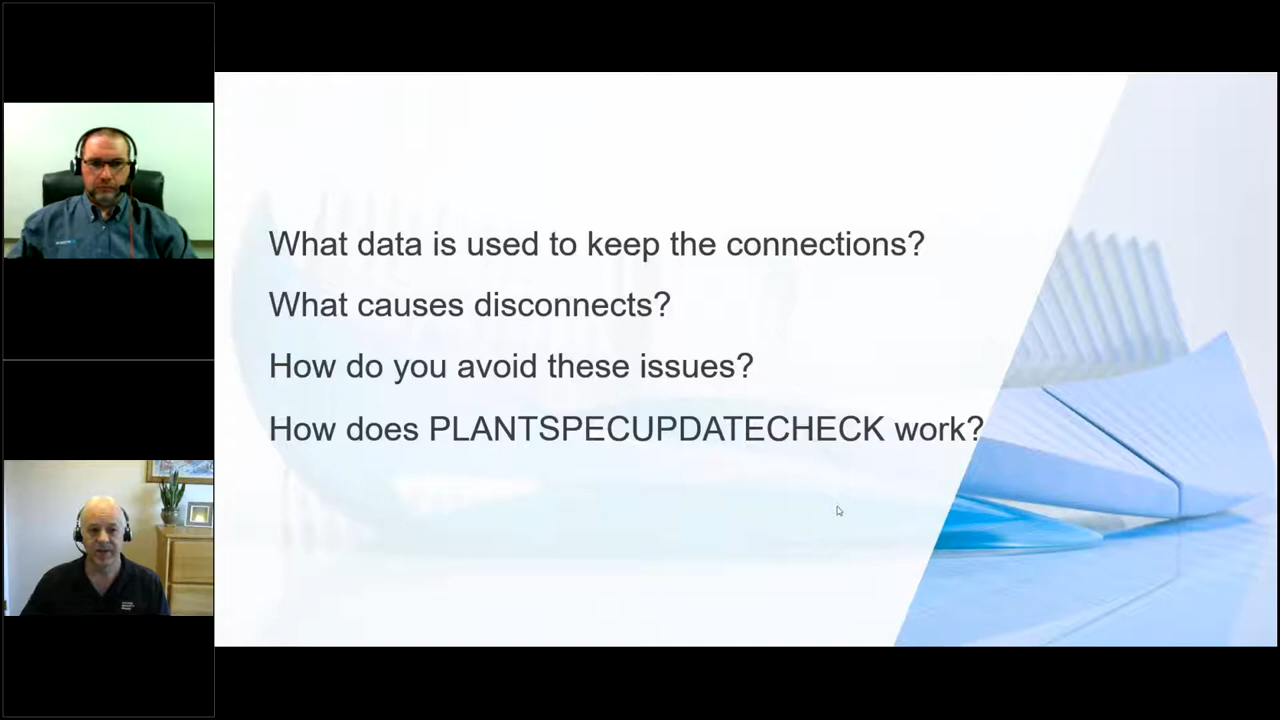 What data is used to keep the connections?
What causes disconnects?
How do you avoid these issues?
How does PLANTSPECUPDATECHECK work?